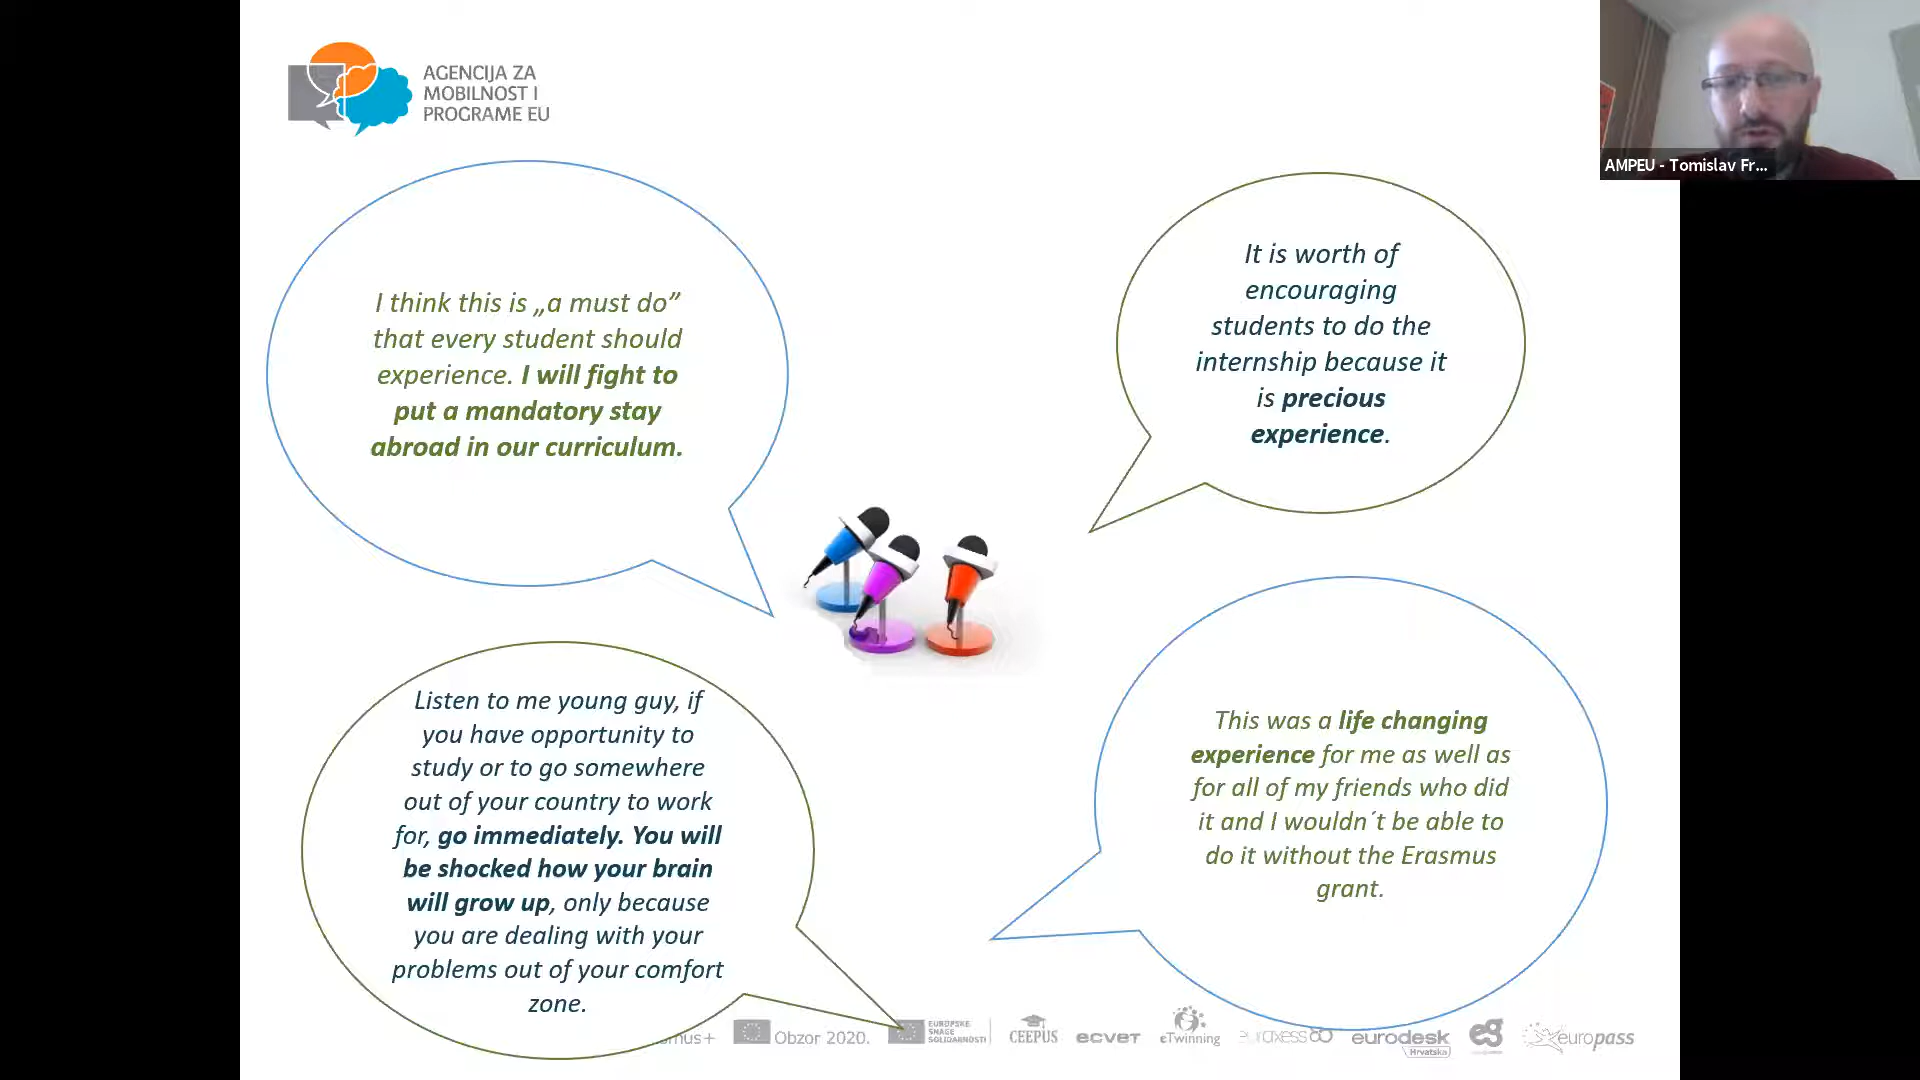 AGENCIJA ZA
MOBILNOST I
PROGRAME EU
AMPEU - Tomislav Fr...
I think this is „a must do”
that every student should
experience. I will fight to
put a mandatory stay
abroad in our curriculum.
It is worth of
encouraging
students to do the
internship because it
is precious
experience.
Listen to me young guy, if
you have opportunity to
study or to go somewhere
out of your country to work
for, go immediately. You will
be shocked how your brain
will grow up, only because
you are dealing with your
problems out of your comfort
zone.
This was a life changing
experience for me as well as
for all of my friends who did
it and I wouldn´t be able to
do it without the Erasmus
grant.
mus+
Obzor 2020.
EUROPSKE
SNAGE
SOLIDARNOSTI
CEEPUS
ecvet
eTwinning
euraxess
eurodesk
Hrvatska
eg
europass